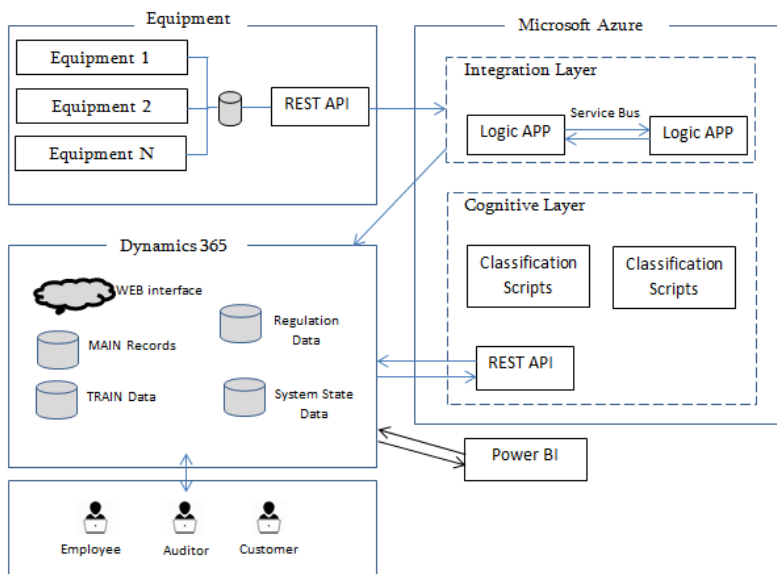 Equipment
Equipment 1
Equipment 2
Equipment N
REST API
Microsoft Azure
Integration Layer
Logic APP
Service Bus
Logic APP
Cognitive Layer
Classification
Scripts
Classification
Scripts
REST API
Dynamics 365
WEB interface
MAIN Records
TRAIN Data
Regulation
Data
System State
Data
Power BI
Employee
Auditor
Customer